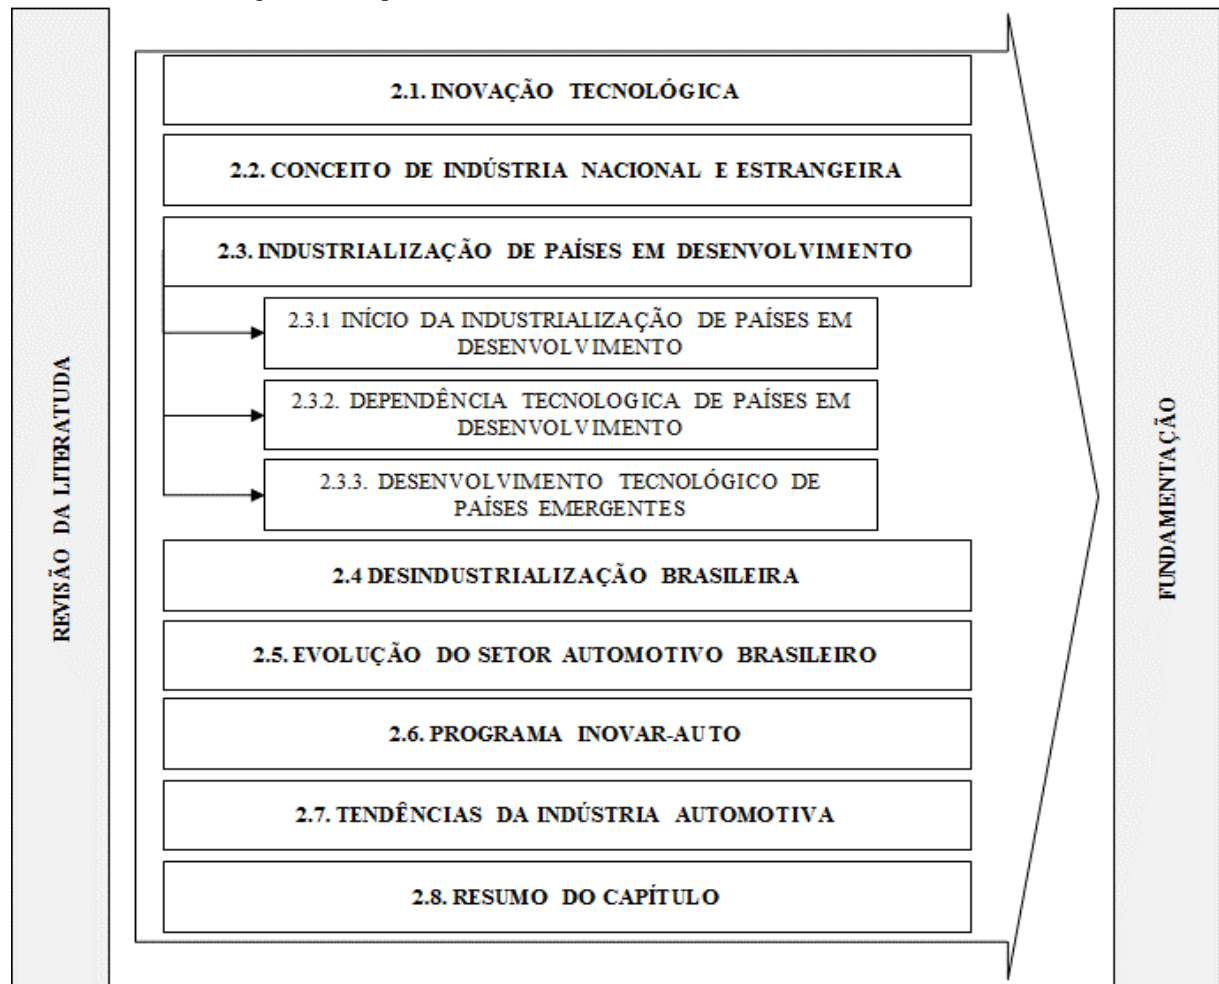 REVISÃO DA LITERATUDA
2.1. INOVAÇÃO TECNOLÓGICA
2.2. CONCEITO DE INDÚSTRIA NACIONAL E ESTRANGEIRA
2.3. INDUSTRIALIZAÇÃO DE PAÍSES EM DESENVOLVIMENTO
2.3.1 INÍCIO DA INDUSTRIALIZAÇÃO DE PAÍSES EM
DESENVOLVIMENTO
2.3.2. DEPENDÊNCIA TECNOLOGICA DE PAÍSES EM
DESENVOLVIMENTO
2.3.3. DESENVOLVIMENTO TECNOLÓGICO DE
PAÍSES EMERGENTES
2.4 DESINDUSTRIALIZAÇÃO BRASILEIRA
2.5. EVOLUÇÃO DO SETOR AUTOMOTIVO BRASILEIRO
2.6. PROGRAMA INOVAR-AUTO
2.7. TENDÊNCIAS DA INDÚSTRIA AUTOMOTIVA
2.8. RESUMO DO CAPÍTULO
FUNDAMENTAÇÃO